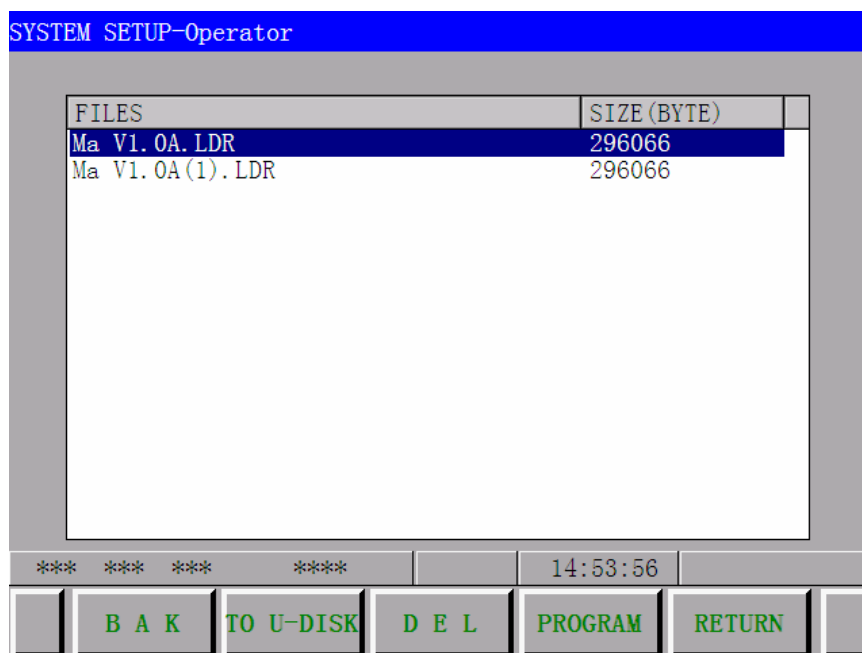 SYSTEM SETUP-Operator
FILES SIZE(BYTE)
Ma V1.0A.LDR 296066
Ma V1.0A(1).LDR 296066
*** *** *** **** 14:53:56
B A K TO U-DISK D E L PROGRAM RETURN